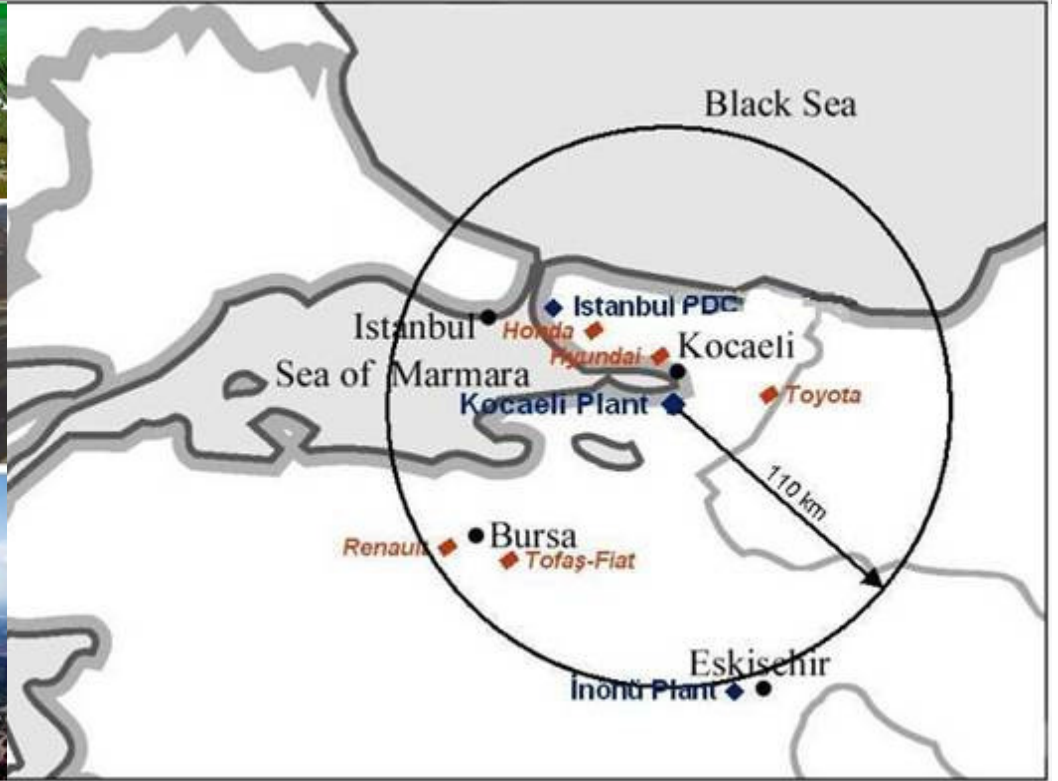 Black Sea
Istanbul PDC
Istanbul
Honda
Hyundai
Kocaeli
Sea of Marmara
Toyota
Kocaeli Plant
110 km
Bursa
Renault
Tofaş-Fiat
Eskisehir
İnönü Plant